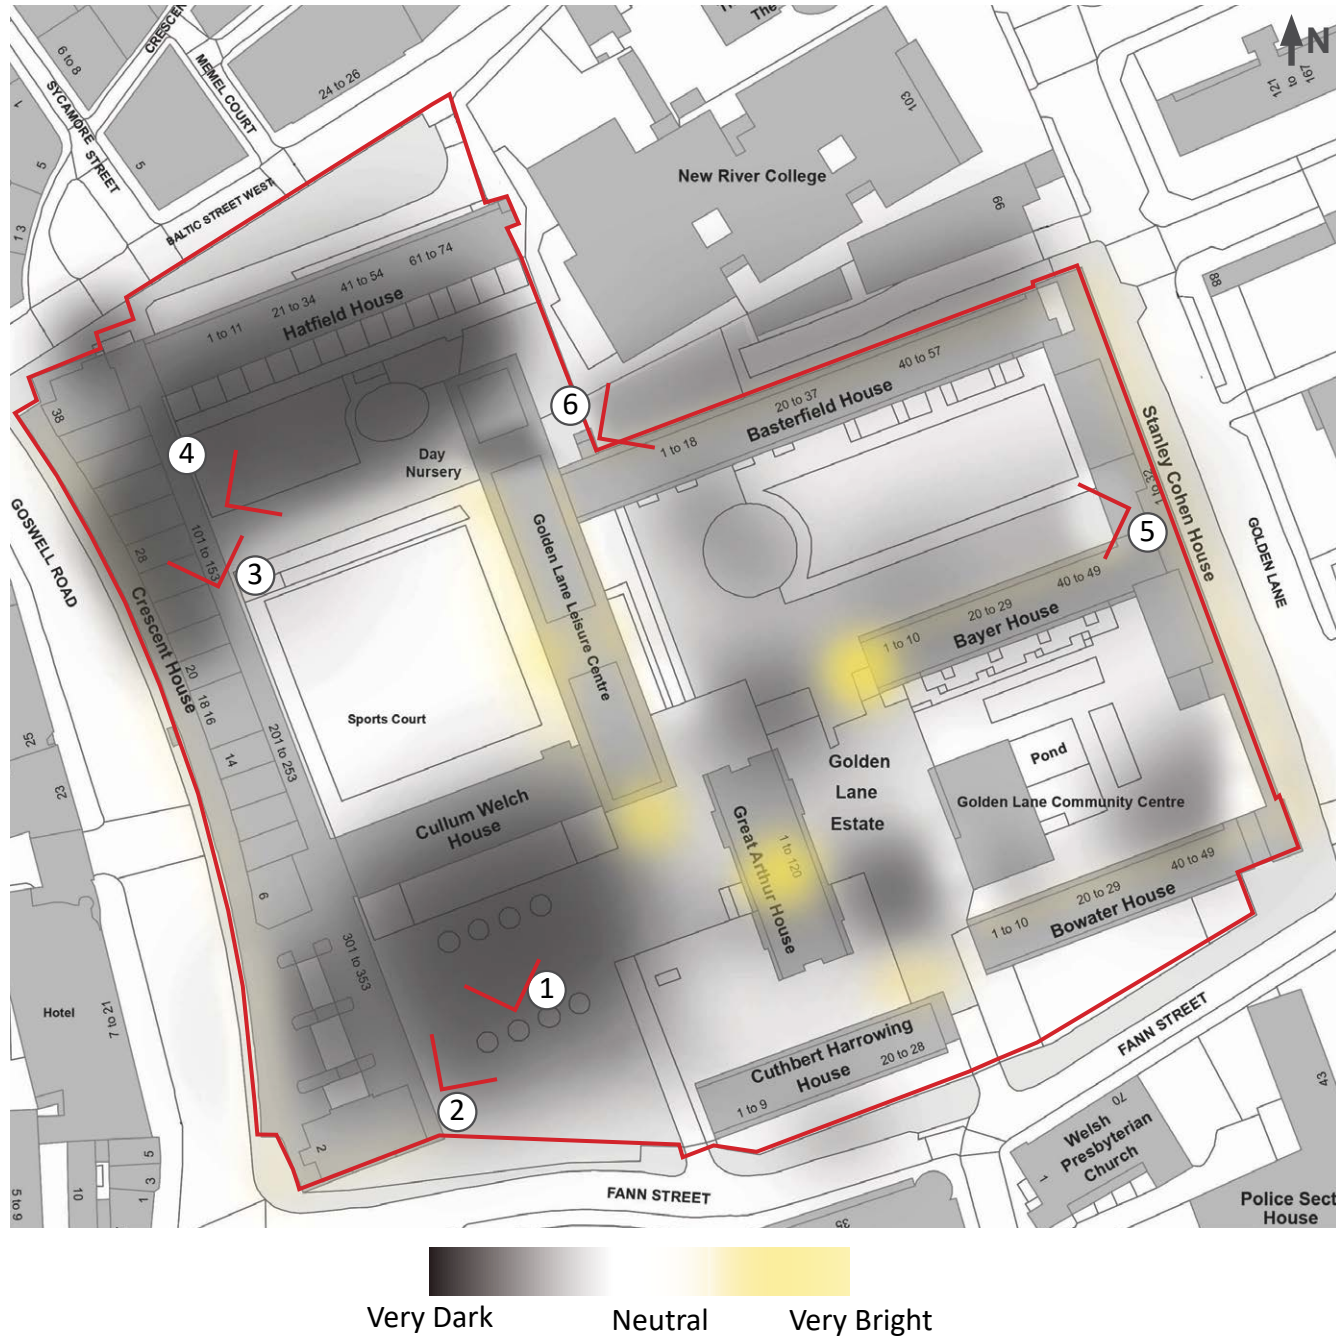 CRESCEN
The
N
6 to 8
MEMEL COURT
24 to 26
167
to
121
1
SYCAMORE STREET
5
5
103
New River College
BALTIC STREET WEST
13
99
61 to 74
41 to 54
21 to 34
1 to 11
Hatfield House
88
38
40 to 57
20 to 37
Basterfield House
1 to 18
6
4
Day
Nursery
Stanley Cohen House
1 to 32
GOSWELL ROAD
101 to 153
28
3
5
GOLDEN LANE
Golden Lane Leisure Centre
40 to 49
20 to 29
1 to 10
Bayer House
Crescent House
20
18 16
Sports Court
25
14
201 to 253
23
Golden
Lane
Estate
Pond
Golden Lane Community Centre
Cullum Welch
House
Great Arthur House
1 to 120
40 to 49
20 to 29
1 to 10
Bowater House
6
301 to 353
1
Hotel
7 to 21
Cuthbert Harrowing
House
20 to 28
1 to 9
FANN STREET
43
2
2
70
Welsh
Presbyterian
Church
1
5
3
1
10
5 to 9
FANN STREET
35
Police Sect
House
Very Dark
Neutral
Very Bright